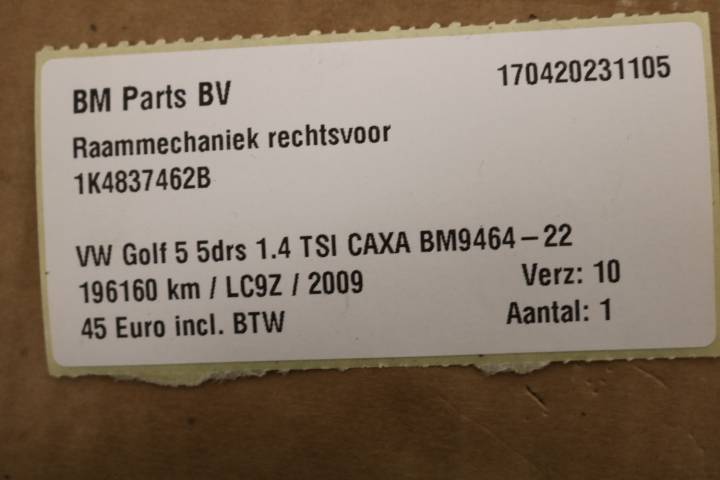 BM Parts BV 170420231105
Raammechaniek rechtsvoor
1K4837462B
VW Golf 5 5drs 1.4 TSI CAXA BM9464-22
196160 km / LC9Z / 2009 Verz: 10
45 Euro incl. BTW Aantal: 1